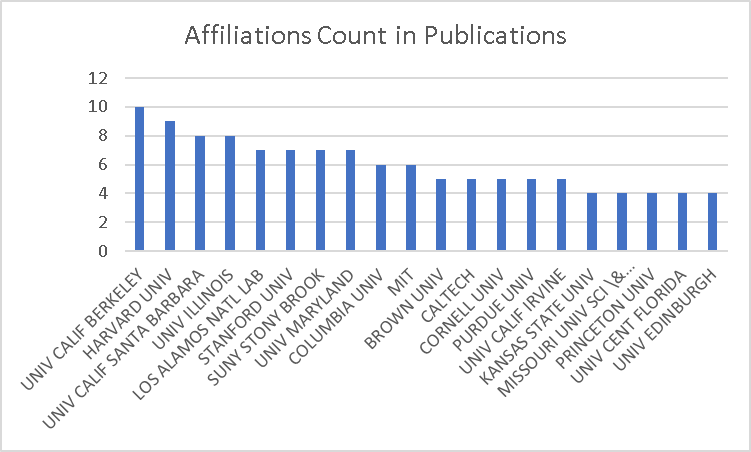 Affiliations Count in Publications
12
10
8
6
4
2
0
UNIV CALIF BERKELEY
HARVARD UNIV
UNIV CALIF SANTA BARBARA
UNIV ILLINOIS
LOS ALAMOS NATL LAB
STANFORD UNIV
SUNY STONY BROOK
UNIV MARYLAND
COLUMBIA UNIV
MIT
BROWN UNIV
CALTECH
CORNELL UNIV
PURDUE UNIV
UNIV CALIF IRVINE
KANSAS STATE UNIV
MISSOURI UNIV SCI \&...
PRINCETON UNIV
UNIV CENT FLORIDA
UNIV EDINBURGH